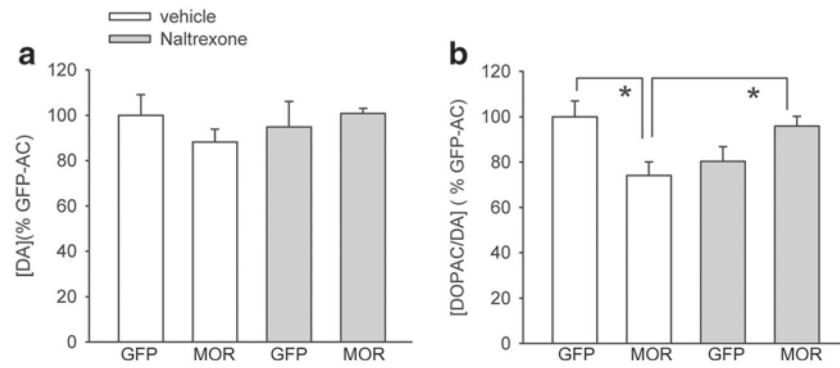 vehicle
Naltrexone
a
[DA](% GFP-AC)
120
100
80
60
40
20
0
GFP MOR GFP MOR
b
[DOPAC/DA] ( % GFP-AC)
120
100
80
60
40
20
0
* *
GFP MOR GFP MOR